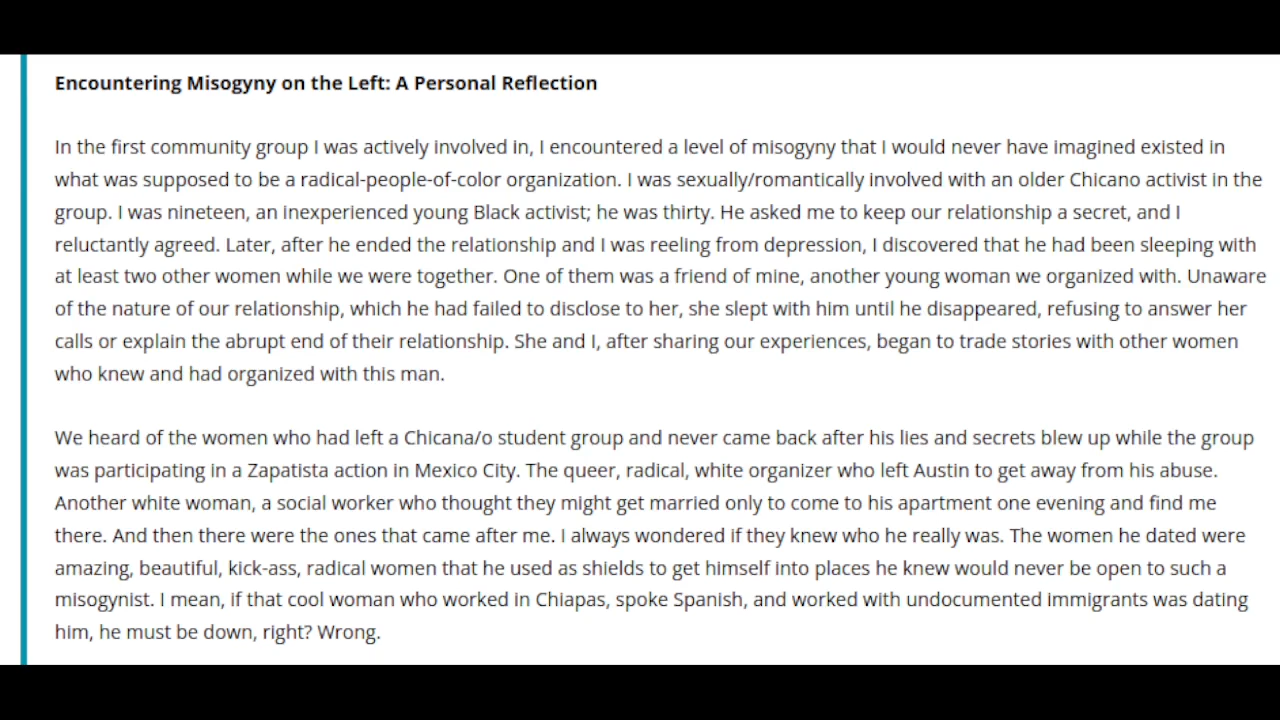 Encountering Misogyny on the Left: A Personal Reflection
In the first community group I was actively involved in, I encountered a level of misogyny that I would never have imagined existed in
what was supposed to be a radical-people-of-color organization. I was sexually/romantically involved with an older Chicano activist in the
group. I was nineteen, an inexperienced young Black activist; he was thirty. He asked me to keep our relationship a secret, and I
reluctantly agreed. Later, after he ended the relationship and I was reeling from depression, I discovered that he had been sleeping with
at least two other women while we were together. One of them was a friend of mine, another young woman we organized with. Unaware
of the nature of our relationship, which he had failed to disclose to her, she slept with him until he disappeared, refusing to answer her
calls or explain the abrupt end of their relationship. She and I, after sharing our experiences, began to trade stories with other women
who knew and had organized with this man.
We heard of the women who had left a Chicana/o student group and never came back after his lies and secrets blew up while the group
was participating in a Zapatista action in Mexico City. The queer, radical, white organizer who left Austin to get away from his abuse.
Another white woman, a social worker who thought they might get married only to come to his apartment one evening and find me
there. And then there were the ones that came after me. I always wondered if they knew who he really was. The women he dated were
amazing, beautiful, kick-ass, radical women that he used as shields to get himself into places he knew would never be open to such a
misogynist. I mean, if that cool woman who worked in Chiapas, spoke Spanish, and worked with undocumented immigrants was dating
him, he must be down, right? Wrong.